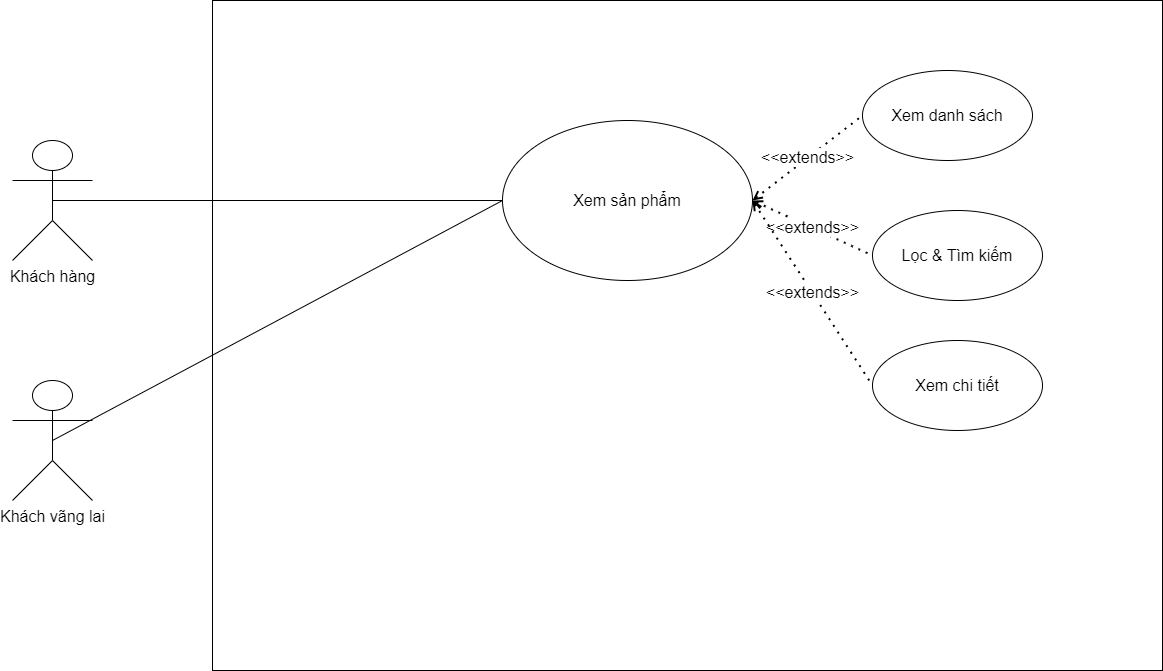 Xem danh sách
<<extends>>
Xem sản phẩm
<<extends>>
Lọc & Tìm kiếm
Khách hàng
<<extends>>
Xem chi tiết
Khách vãng lai